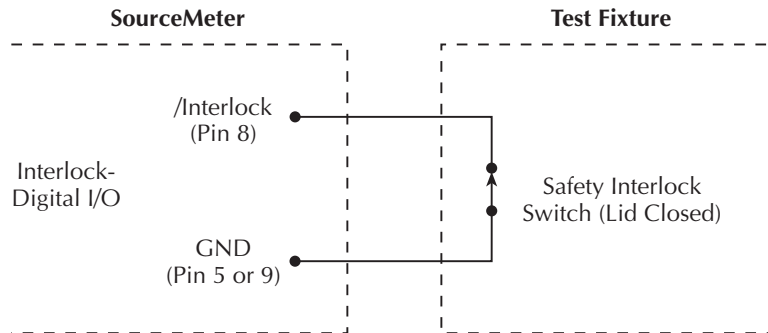 SourceMeter
Test Fixture
/Interlock
(Pin 8)
Interlock-
Digital I/O
Safety Interlock
Switch (Lid Closed)
GND
(Pin 5 or 9)